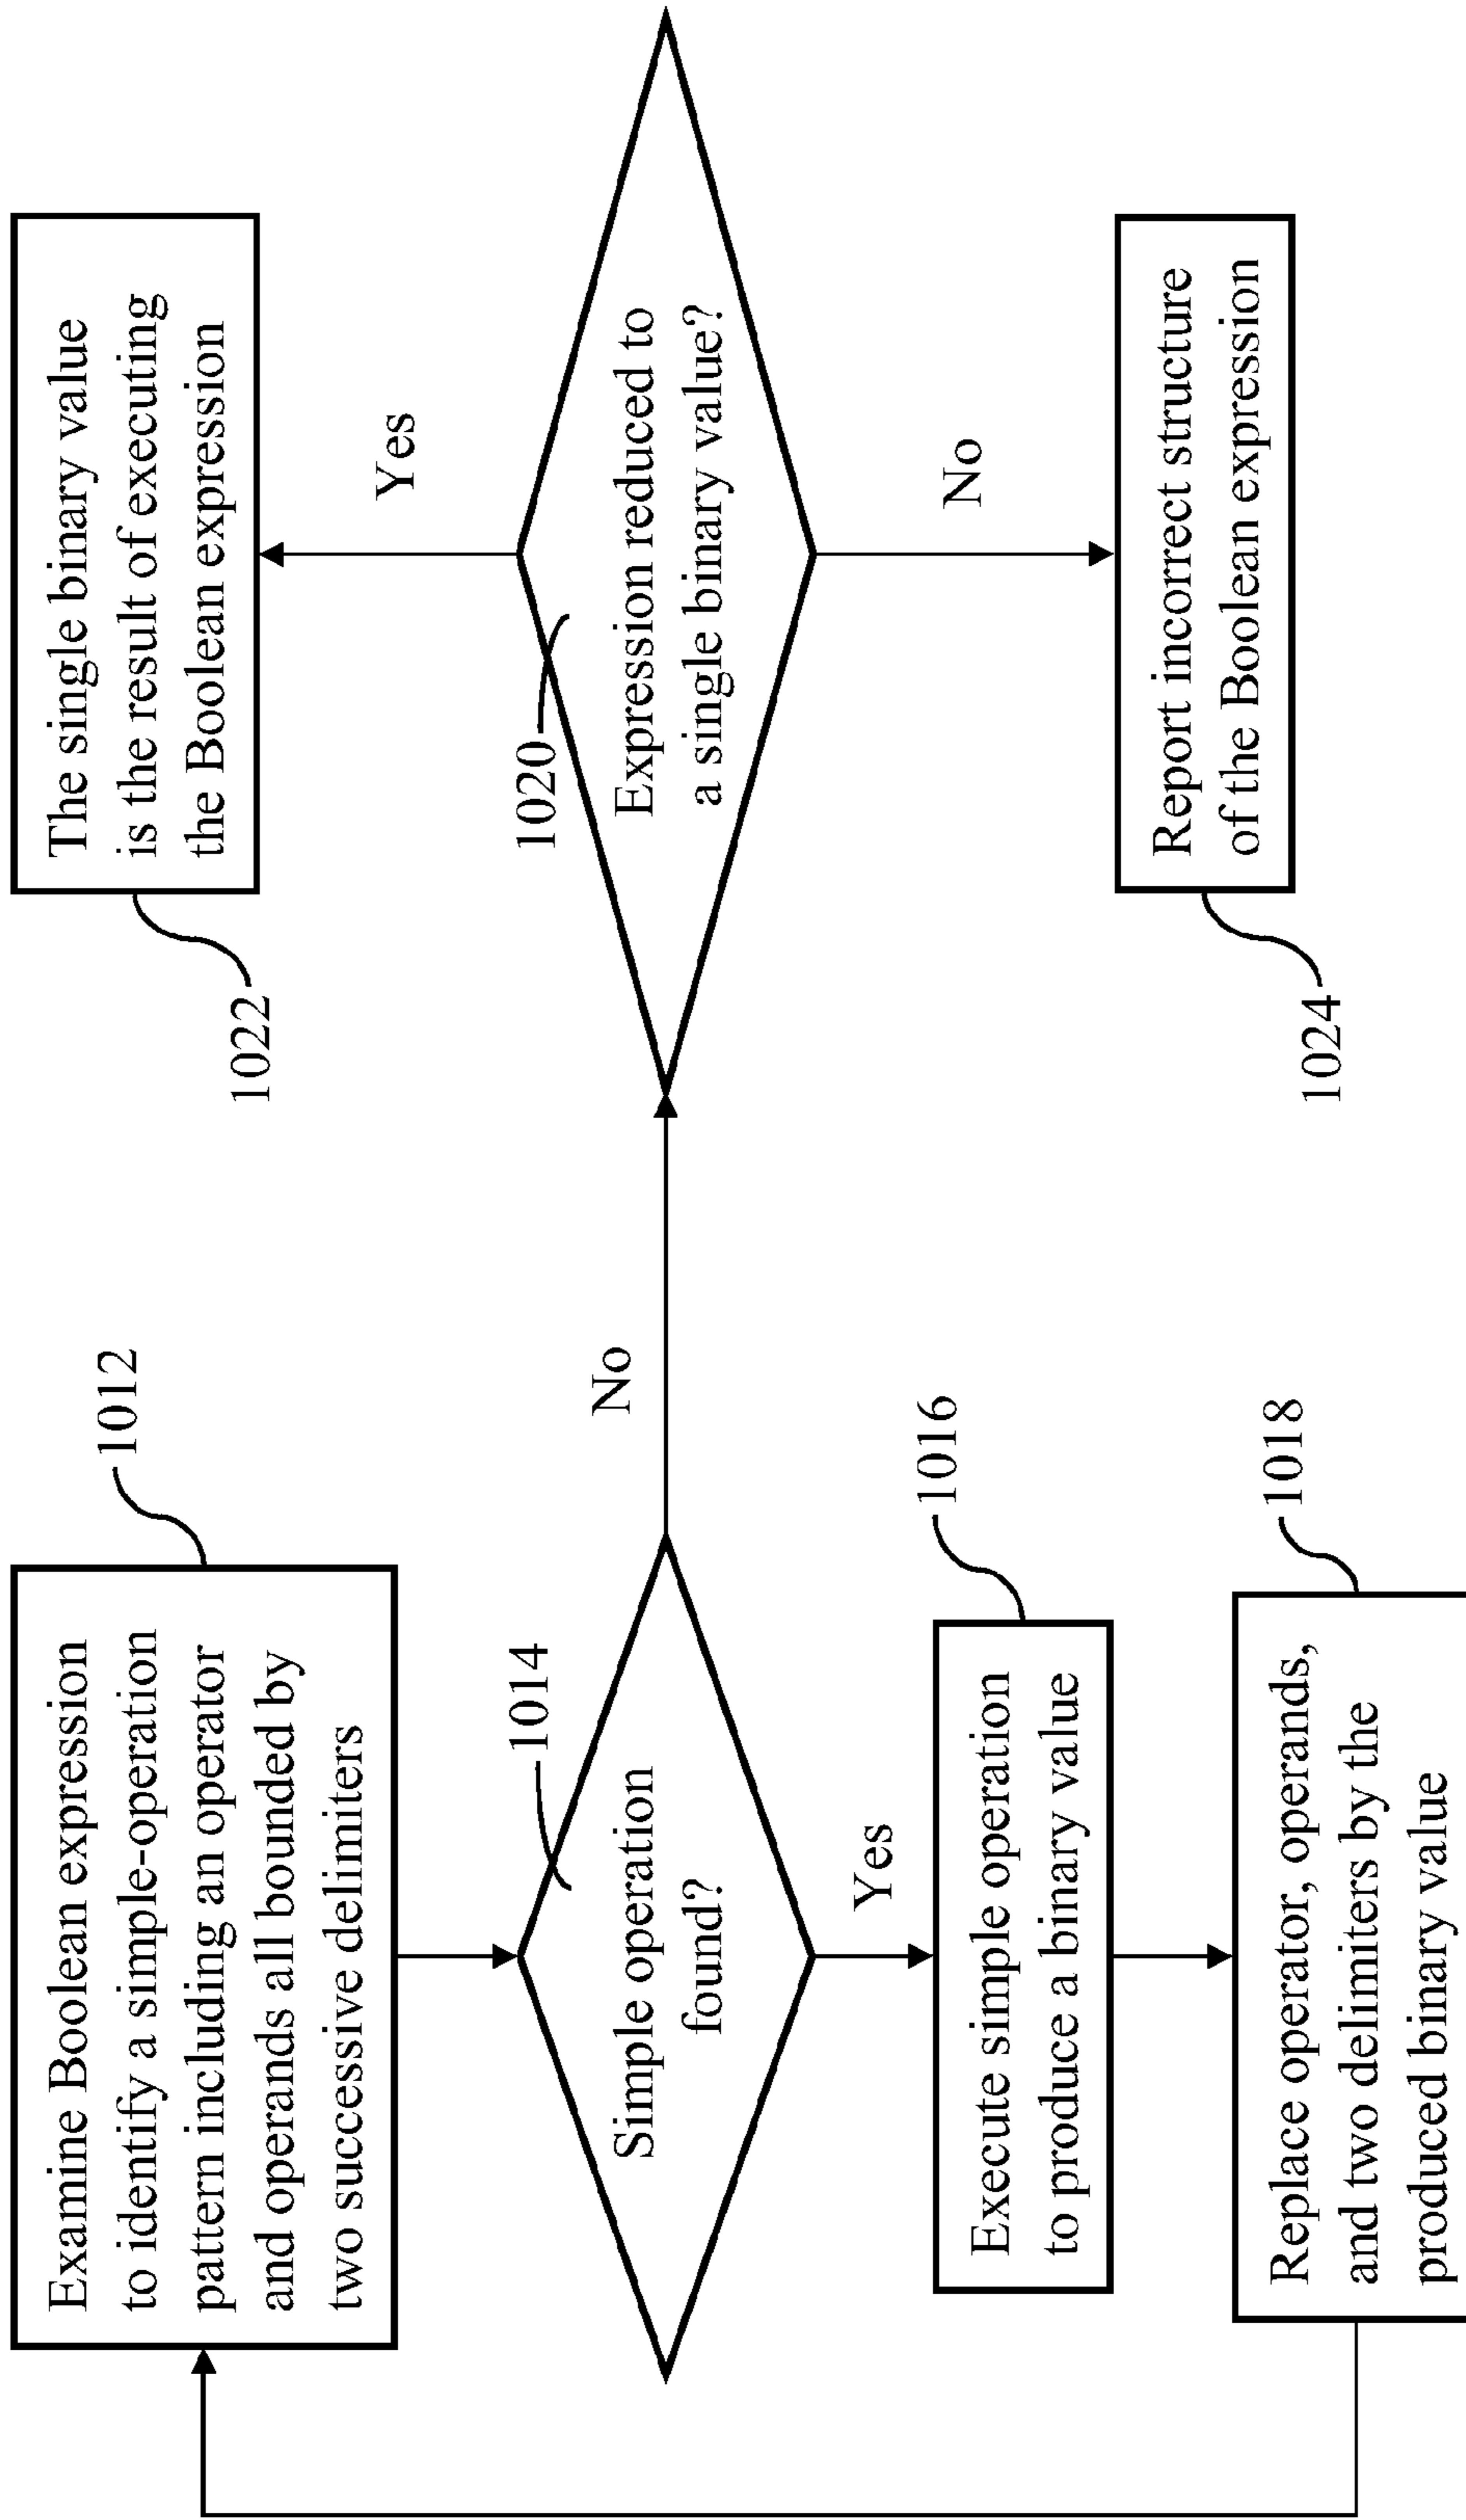 Examine Boolean expression
to identify a simple-operation
pattern including an operator
and operands all bounded by
two successive delimiters
1012
Simple operation
found?
1014
No
Yes
Execute simple operation
to produce a binary value
1016
Replace operator, operands,
and two delimiters by the
produced binary value
1018
The single binary value
is the result of executing
the Boolean expression
1022
Yes
1020
Expression reduced to
a single binary value?
No
Report incorrect structure
of the Boolean expression
1024